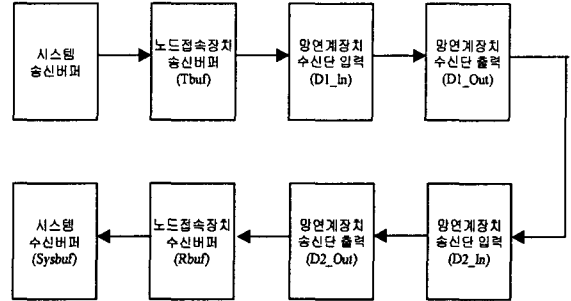 시스템
송신버퍼
노드접속장치
송신버퍼
(Tbuf)
망연계장치
수신단 입력
(D1_In)
망연계장치
수신단 출력
(D1_Out)
시스템
수신버퍼
(Sysbuf)
노드접속장치
수신버퍼
(Rbuf)
망연계장치
송신단 출력
(D2_Out)
망연계장치
송신단 입력
(D2_In)